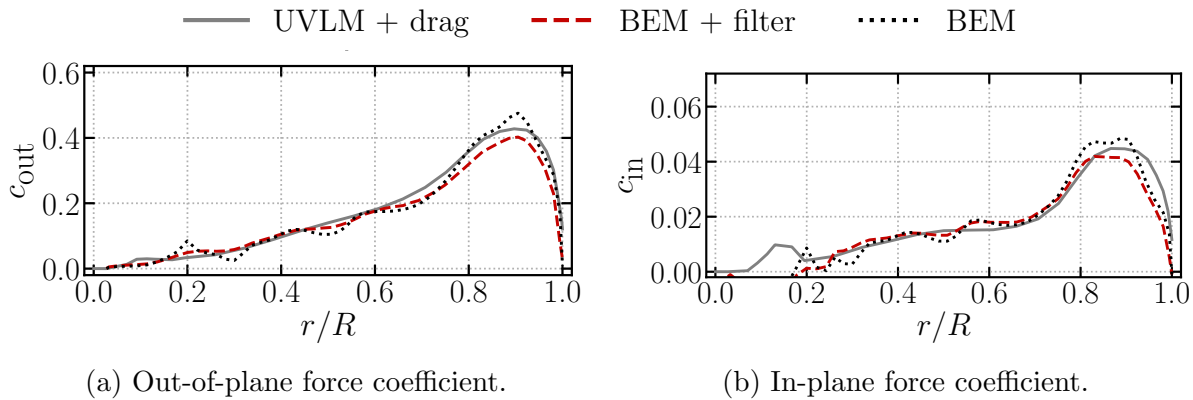 UVLM + drag BEM + filter BEM
0.6
0.4
0.2
0.0
c_out
0.0 0.2 0.4 0.6 0.8 1.0
r/R
(a) Out-of-plane force coefficient.
0.06
0.04
0.02
0.00
c_in
0.0 0.2 0.4 0.6 0.8 1.0
r/R
(b) In-plane force coefficient.